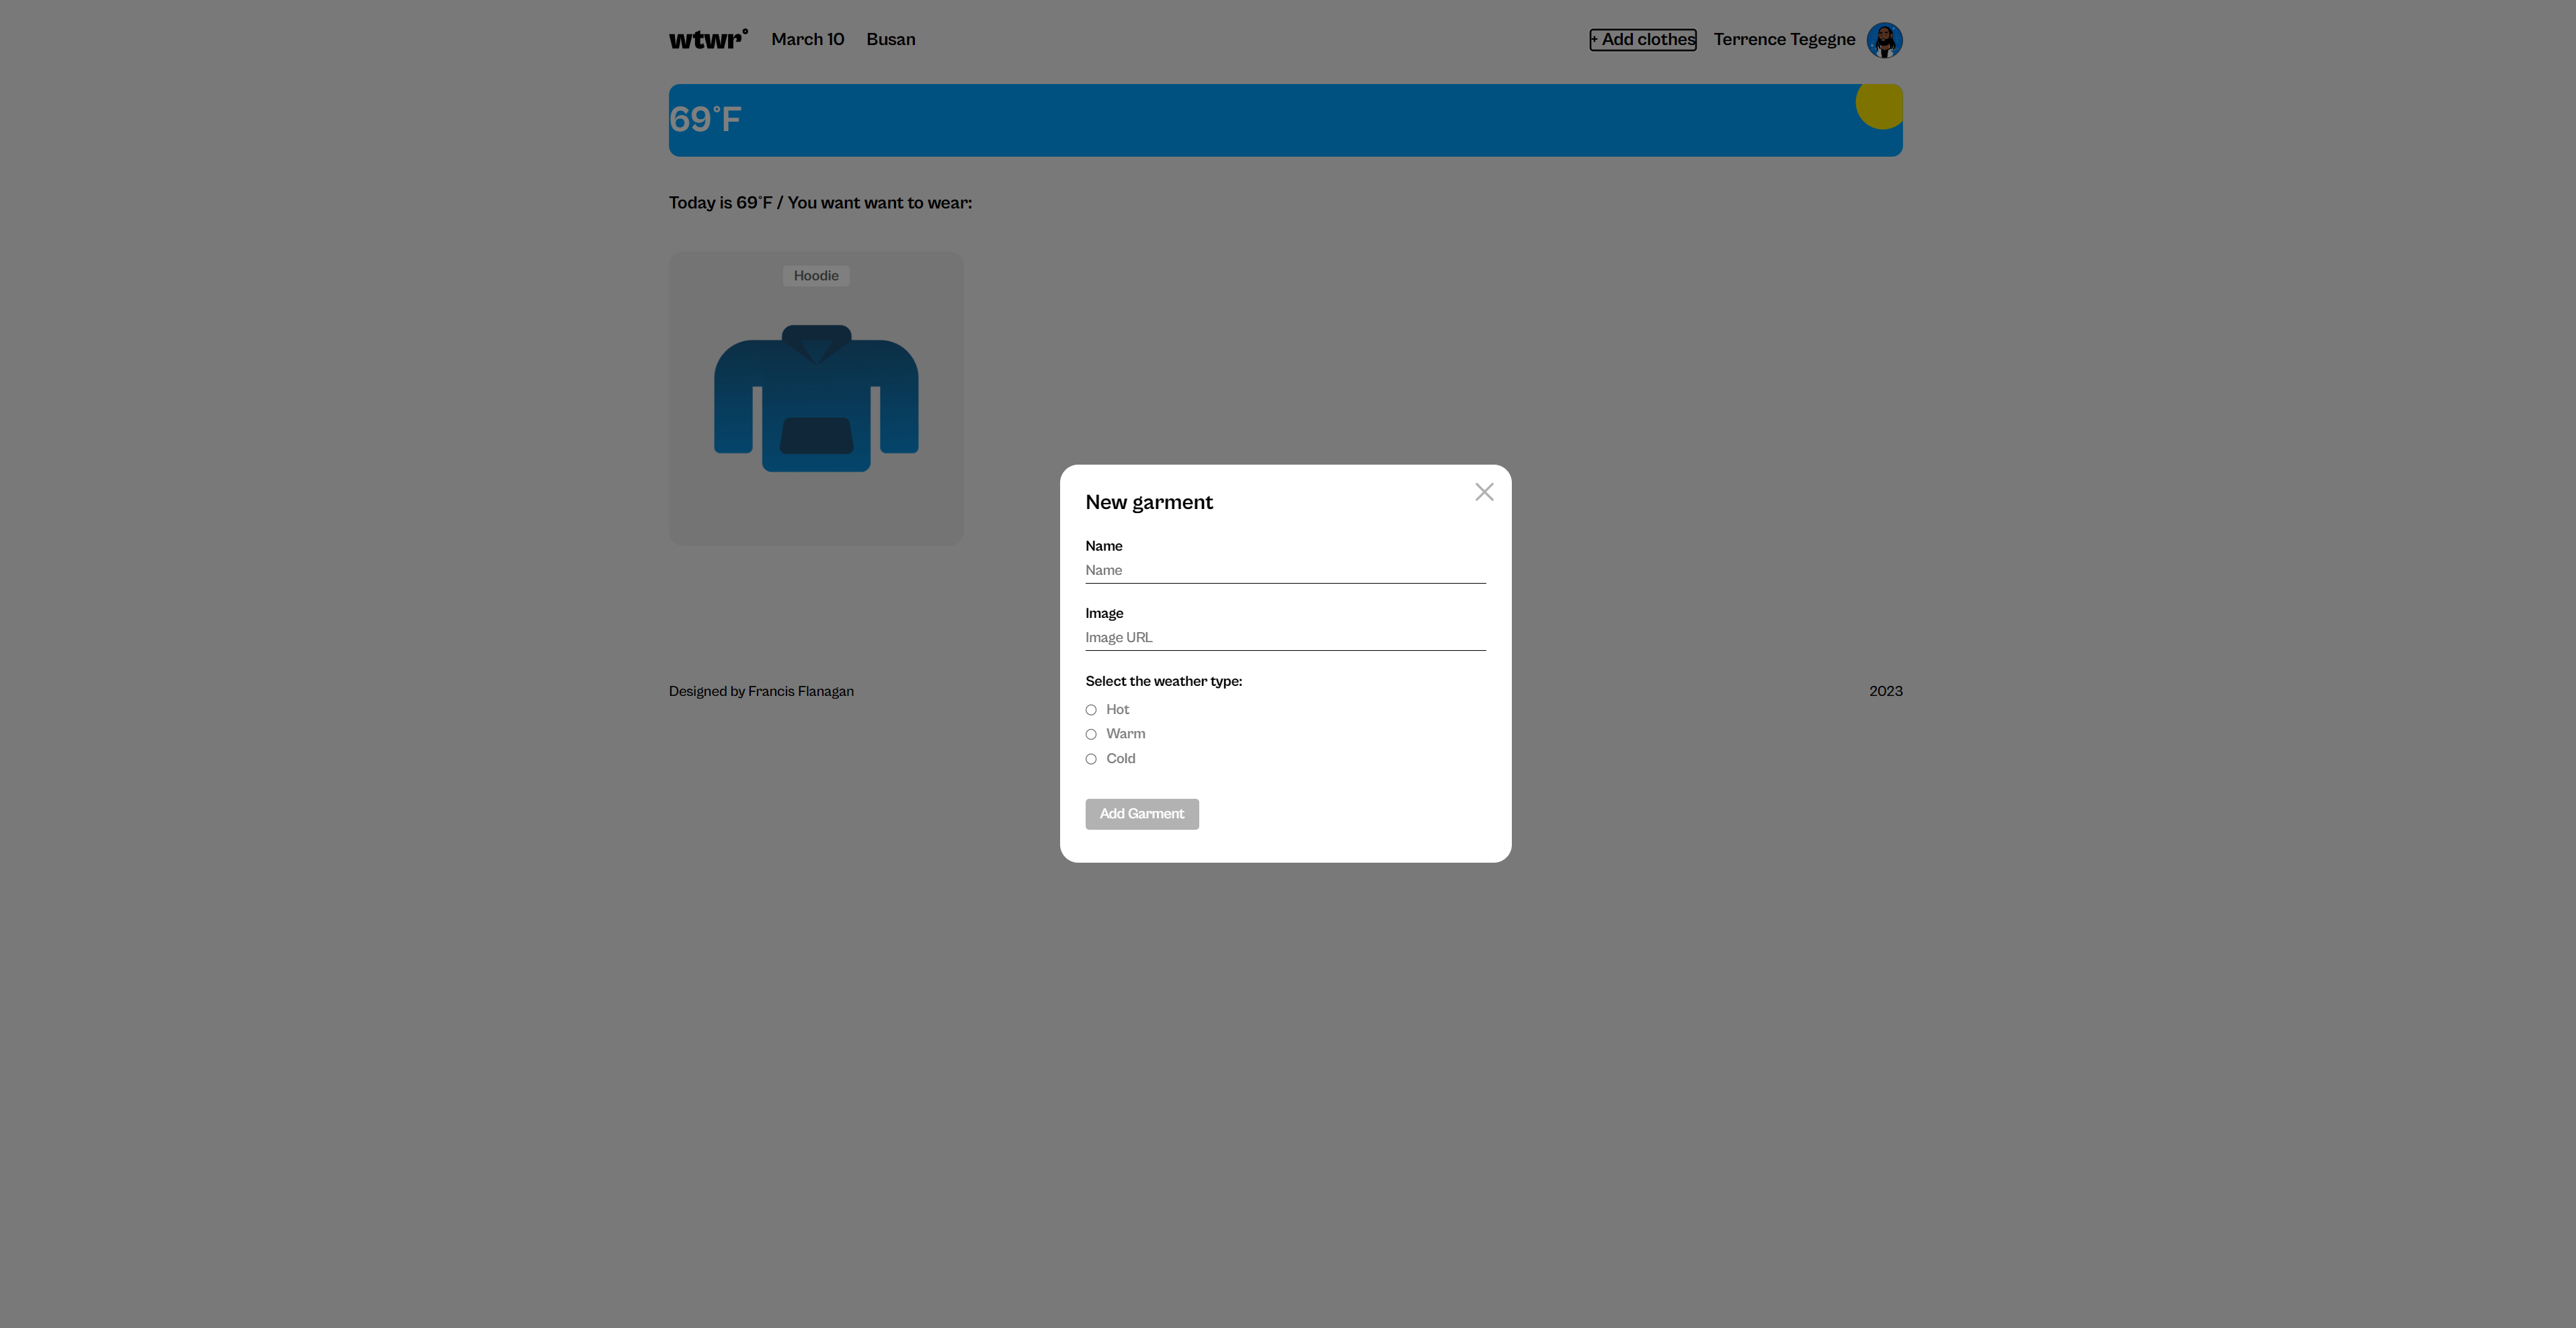 wtwr° March 10 Busan + Add clothes Terrence Tegegne
69°F
Today is 69°F / You want want to wear:
Hoodie
New garment
Name
Name
Image
Image URL
Select the weather type:
Hot
Warm
Cold
Add Garment
Designed by Francis Flanagan 2023